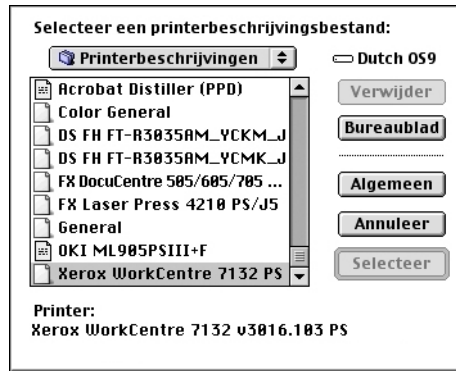 Selecteer een printerbeschrijvingsbestand:
Printerbeschrijvingen
Dutch OS9
Acrobat Distiller (PPD)
Color General
DS FH FT-R3035AM_YCKM_J
DS FH FT-R3035AM_YCMK_J
FX DocuCentre 505/605/705 ...
FX Laser Press 4210 PS/J5
General
OKI ML905PSIII+F
Xerox WorkCentre 7132 PS
Verwijder
Bureaublad
Algemeen
Annuleer
Selecteer
Printer:
Xerox WorkCentre 7132 v3016.103 PS